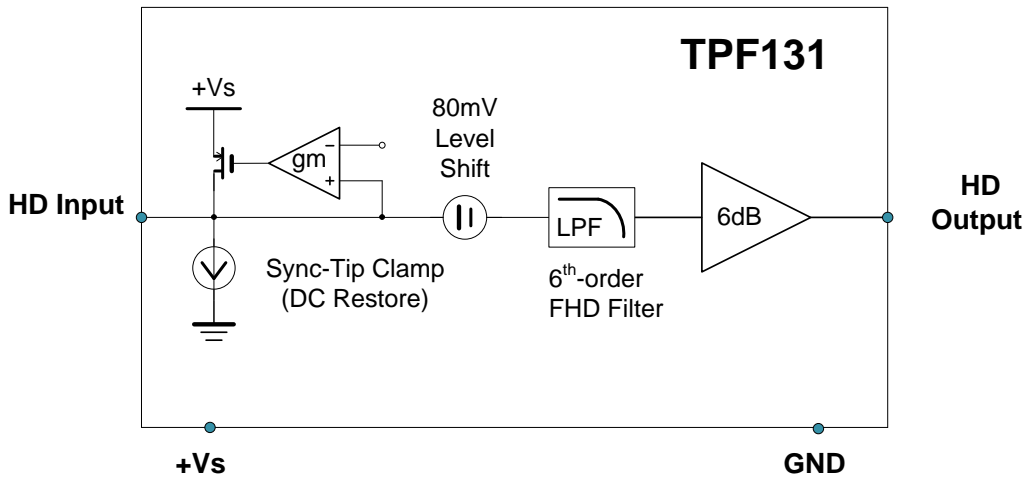 TPF131
+Vs
80mV
Level
Shift
gm
−
+
HD Input
HD
Output
LPF
6dB
Sync-Tip Clamp
(DC Restore)
6th-order
FHD Filter
+Vs
GND